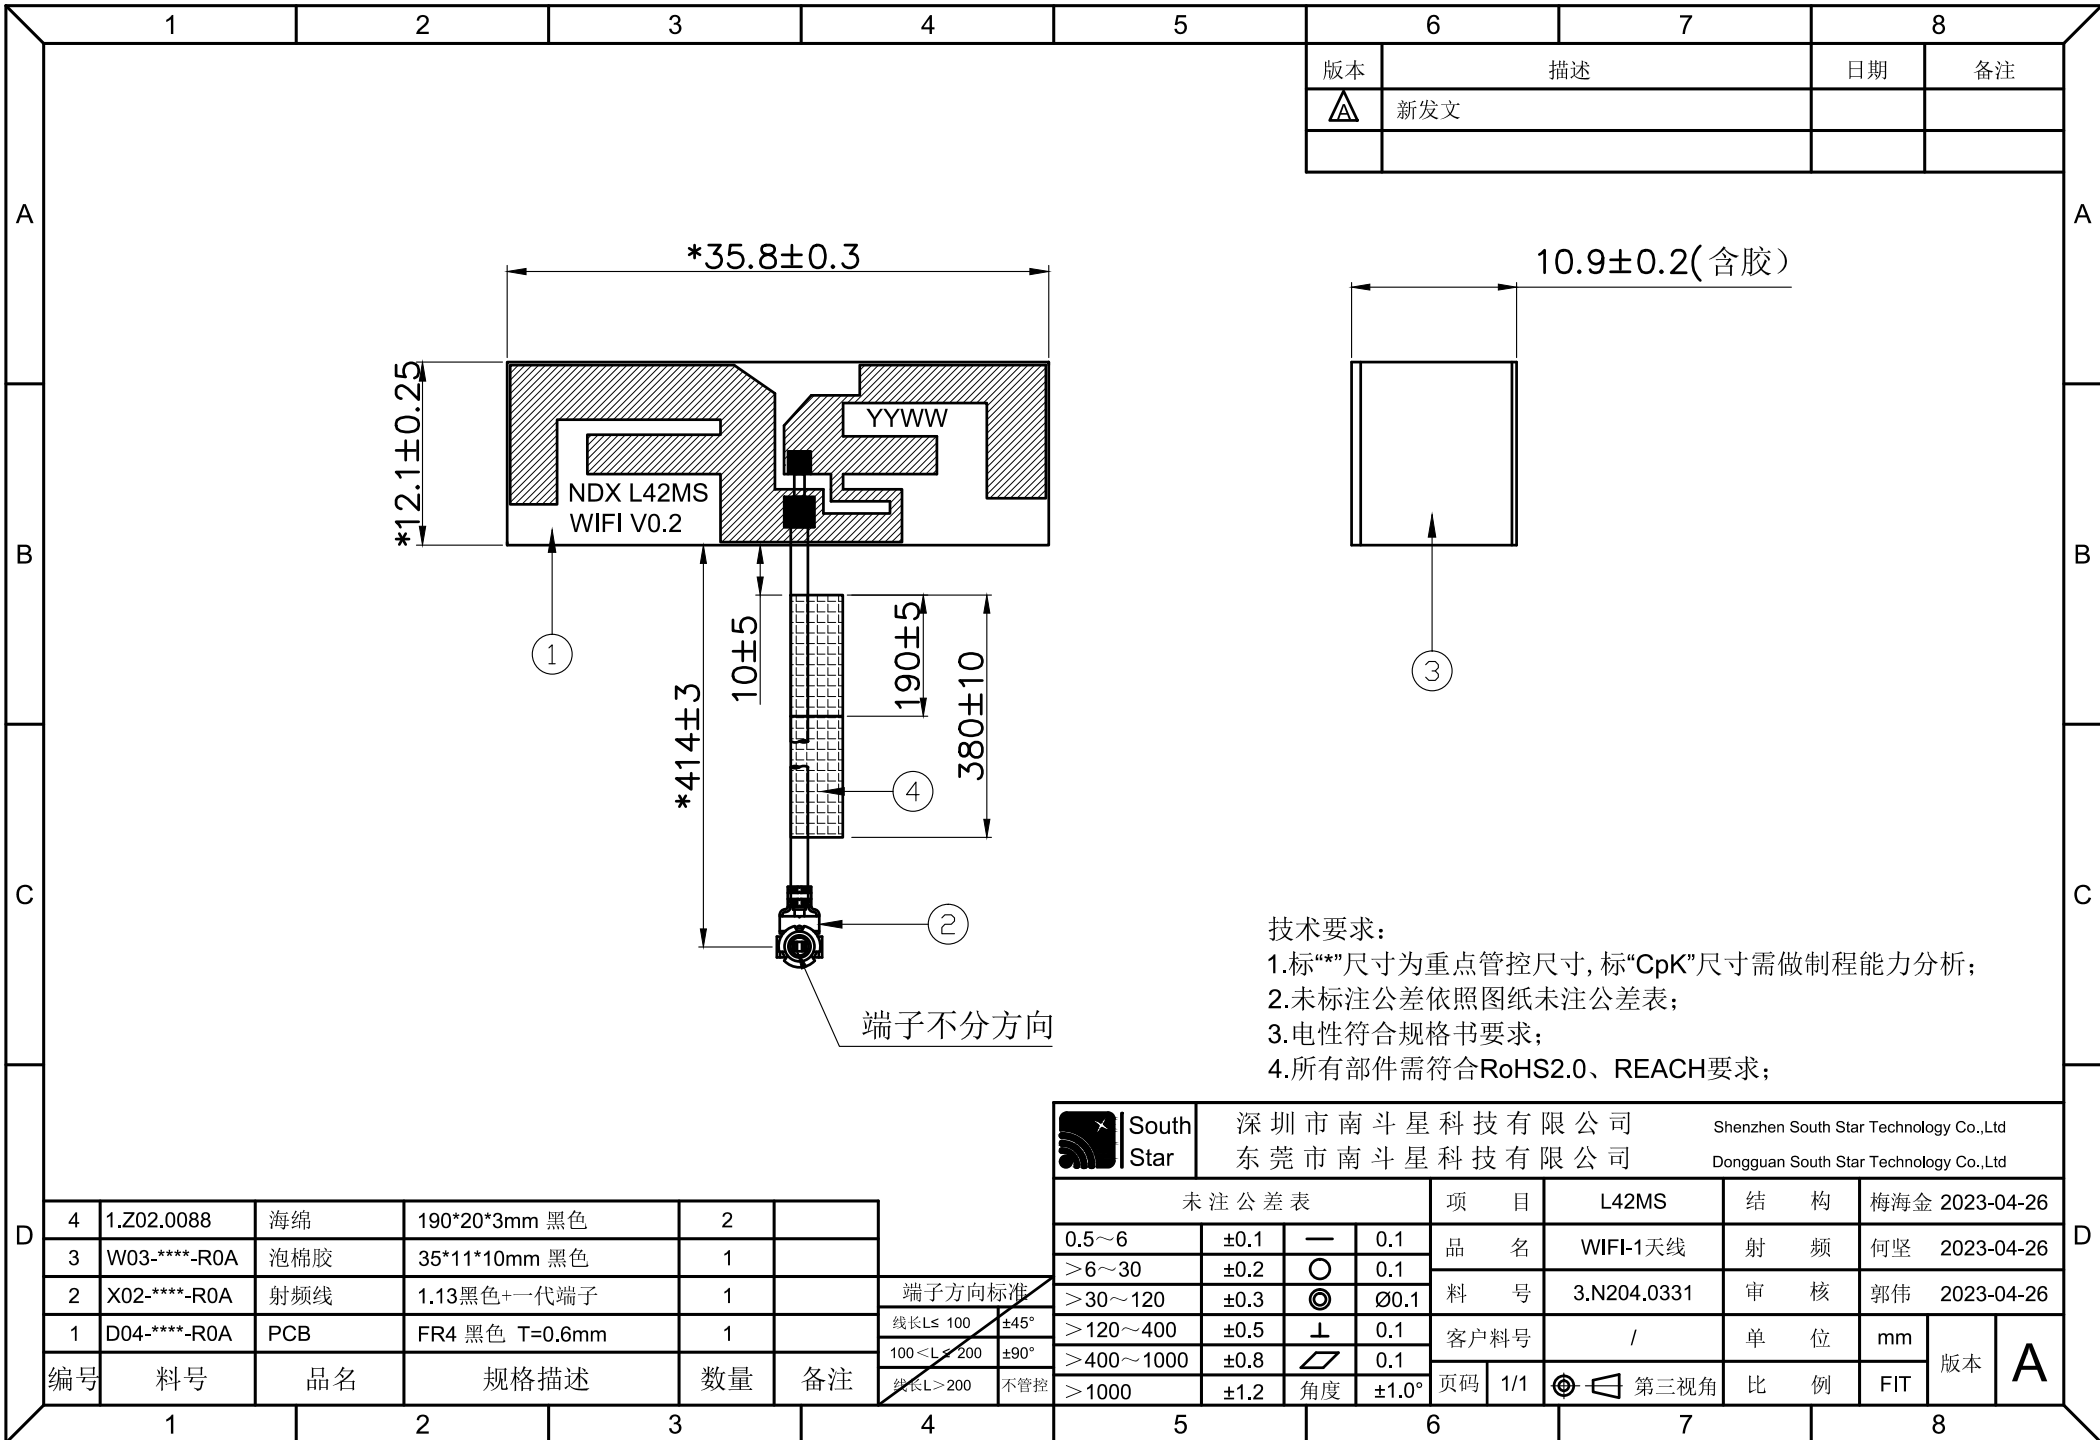 1 2 3 4 5 6 7 8
版本 描述 日期 备注
A 新发文
A A
B B
C C
D D
*35.8±0.3
10.9±0.2(含胶）
*12.1±0.25
YYWW
NDX L42MS
WIFI V0.2
1
3
10±5
190±5
*414±3
380±10
4
2
端子不分方向
技术要求：
1.标“*”尺寸为重点管控尺寸, 标“CpK”尺寸需做制程能力分析；
2.未标注公差依照图纸未注公差表；
3.电性符合规格书要求；
4.所有部件需符合RoHS2.0、REACH要求；
South
Star
深圳市南斗星科技有限公司 Shenzhen South Star Technology Co.,Ltd
东莞市南斗星科技有限公司 Dongguan South Star Technology Co.,Ltd
4 1.Z02.0088 海绵 190*20*3mm 黑色 2
3 W03-****-R0A 泡棉胶 35*11*10mm 黑色 1
2 X02-****-R0A 射频线 1.13黑色+一代端子 1
1 D04-****-R0A PCB FR4 黑色 T=0.6mm 1
编号 料号 品名 规格描述 数量 备注
端子方向标准
线长L≤ 100 ±45°
100＜L≤ 200 ±90°
线长L＞200 不管控
未注公差表
0.5～6 ±0.1 — 0.1
＞6～30 ±0.2 ○ 0.1
＞30～120 ±0.3 ◎ Ø0.1
＞120～400 ±0.5 ⊥ 0.1
＞400～1000 ±0.8 ▱ 0.1
＞1000 ±1.2 角度 ±1.0°
项目 L42MS 结构 梅海金 2023-04-26
品名 WIFI-1天线 射频 何坚 2023-04-26
料号 3.N204.0331 审核 郭伟 2023-04-26
客户料号 / 单位 mm 版本 A
页码 1/1 第三视角 比例 FIT
1 2 3 4 5 6 7 8